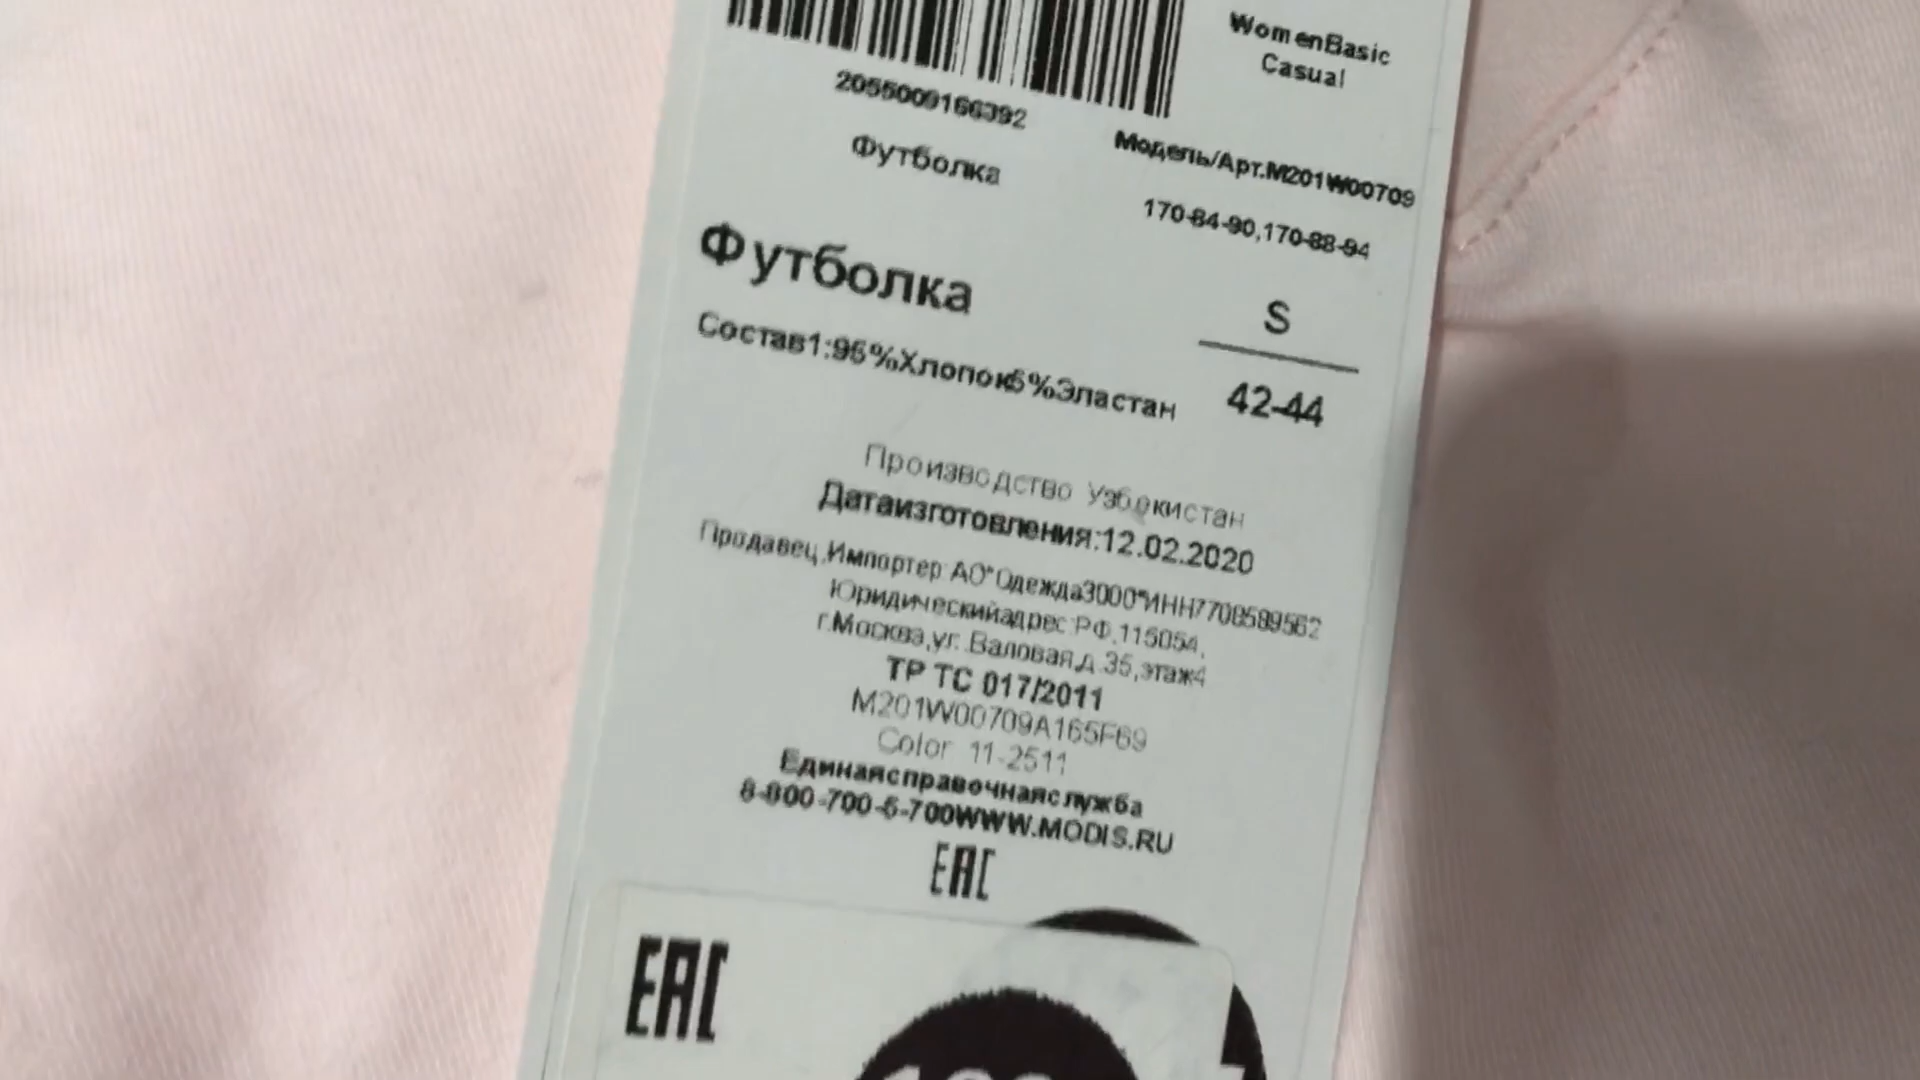 WomenBasic
Casual
2055009166392
Футболка
Модель/Арт.M201W00709
170-84-90,170-88-94
Футболка
S
Состав1:95%Хлопок5%Эластан
42-44
Производство Узбекистан
Датаизготовления:12.02.2020
Продавец,Импортер:АО"Одежда3000"ИНН7708589562
Юридическийадрес:РФ,115054,
г.Москва,ул.Валовая,д.35,этаж4
ТР ТС 017/2011
M201W00709A165F69
Color 11-2511
Единаясправочнаяслужба
8-800-700-5-700WWW.MODIS.RU
EAC
EAC